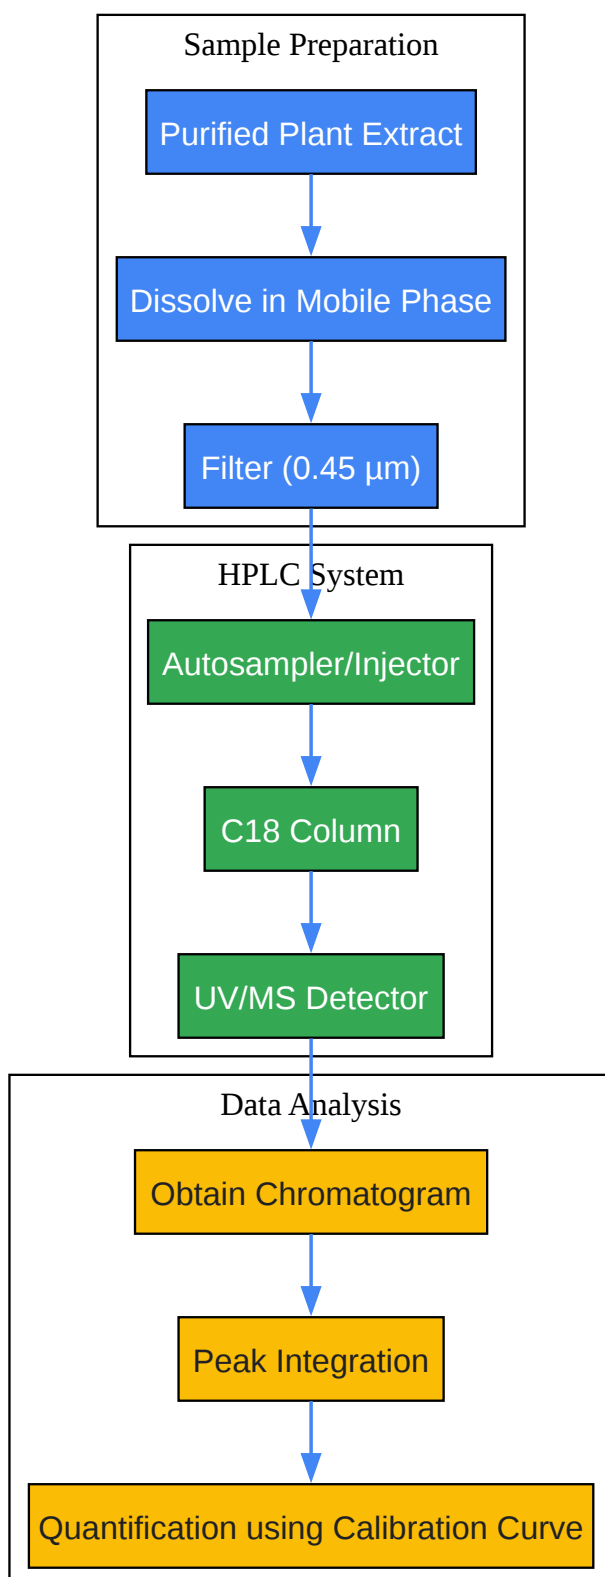 Sample Preparation
Purified Plant Extract
Dissolve in Mobile Phase
Filter (0.45 µm)
HPLC System
Autosampler/Injector
C18 Column
UV/MS Detector
Data Analysis
Obtain Chromatogram
Peak Integration
Quantification using Calibration Curve